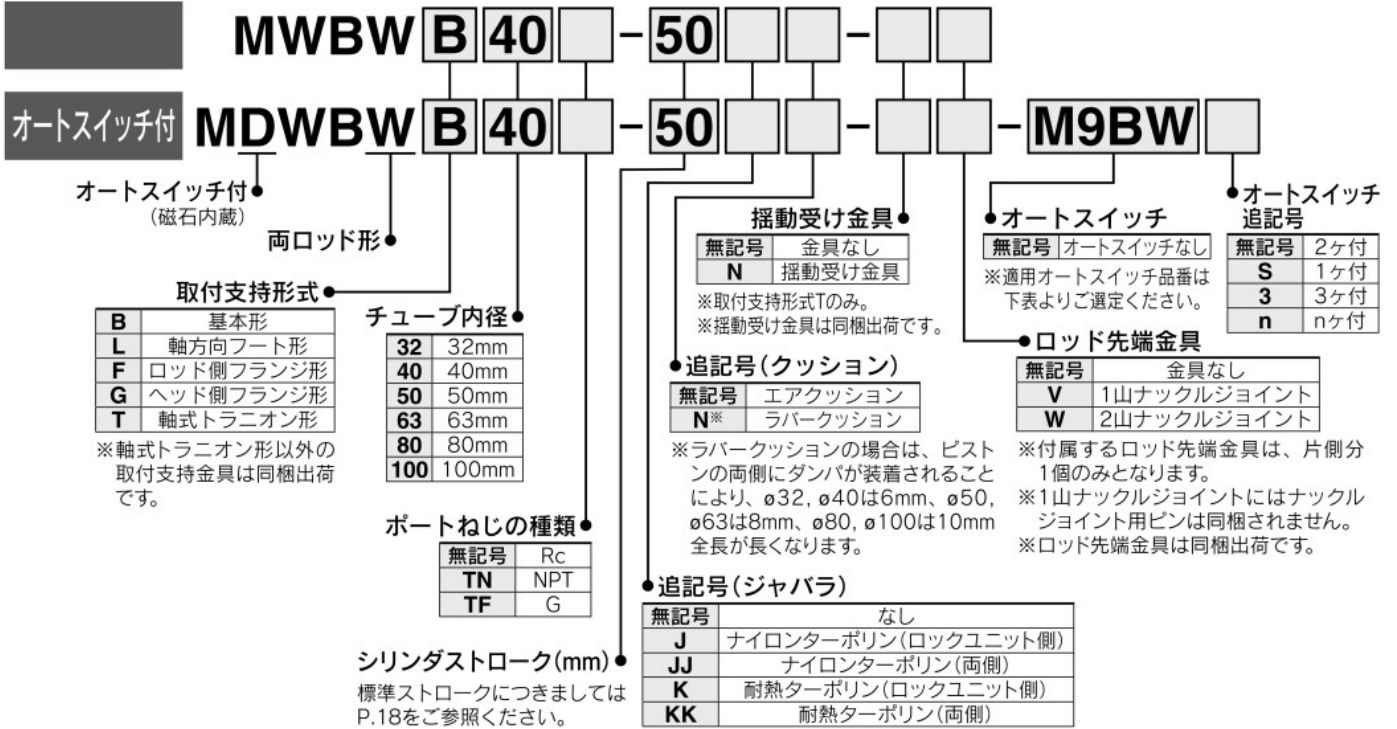 MWBW B 40 - 50 -
オートスイッチ付 MDWBW B 40 - 50 - - M9BW
オートスイッチ付
(磁石内蔵)
両ロッド形
取付支持形式
B 基本形
L 軸方向フート形
F ロッド側フランジ形
G ヘッド側フランジ形
T 軸式トラニオン形
※軸式トラニオン形以外の
取付支持金具は同梱出荷
です。
チューブ内径
32 32mm
40 40mm
50 50mm
63 63mm
80 80mm
100 100mm
ポートねじの種類
無記号 Rc
TN NPT
TF G
シリンダストローク(mm)
標準ストロークにつきましては
P.18をご参照ください。
揺動受け金具
無記号 金具なし
N 揺動受け金具
※取付支持形式Tのみ。
※揺動受け金具は同梱出荷です。
追記号(クッション)
無記号 エアクッション
N※ ラバークッション
※ラバークッションの場合は、ピスト
ンの両側にダンパが装着されること
により、ø32, ø40は6mm、ø50,
ø63は8mm、ø80, ø100は10mm
全長が長くなります。
追記号(ジャバラ)
無記号 なし
J ナイロンターポリン(ロックユニット側)
JJ ナイロンターポリン(両側)
K 耐熱ターポリン(ロックユニット側)
KK 耐熱ターポリン(両側)
オートスイッチ
無記号 オートスイッチなし
※適用オートスイッチ品番は
下表よりご選定ください。
オートスイッチ
追記号
無記号 2ヶ付
S 1ヶ付
3 3ヶ付
n nヶ付
ロッド先端金具
無記号 金具なし
V 1山ナックルジョイント
W 2山ナックルジョイント
※付属するロッド先端金具は、片側分
1個のみとなります。
※1山ナックルジョイントにはナックル
ジョイント用ピンは同梱されません。
※ロッド先端金具は同梱出荷です。